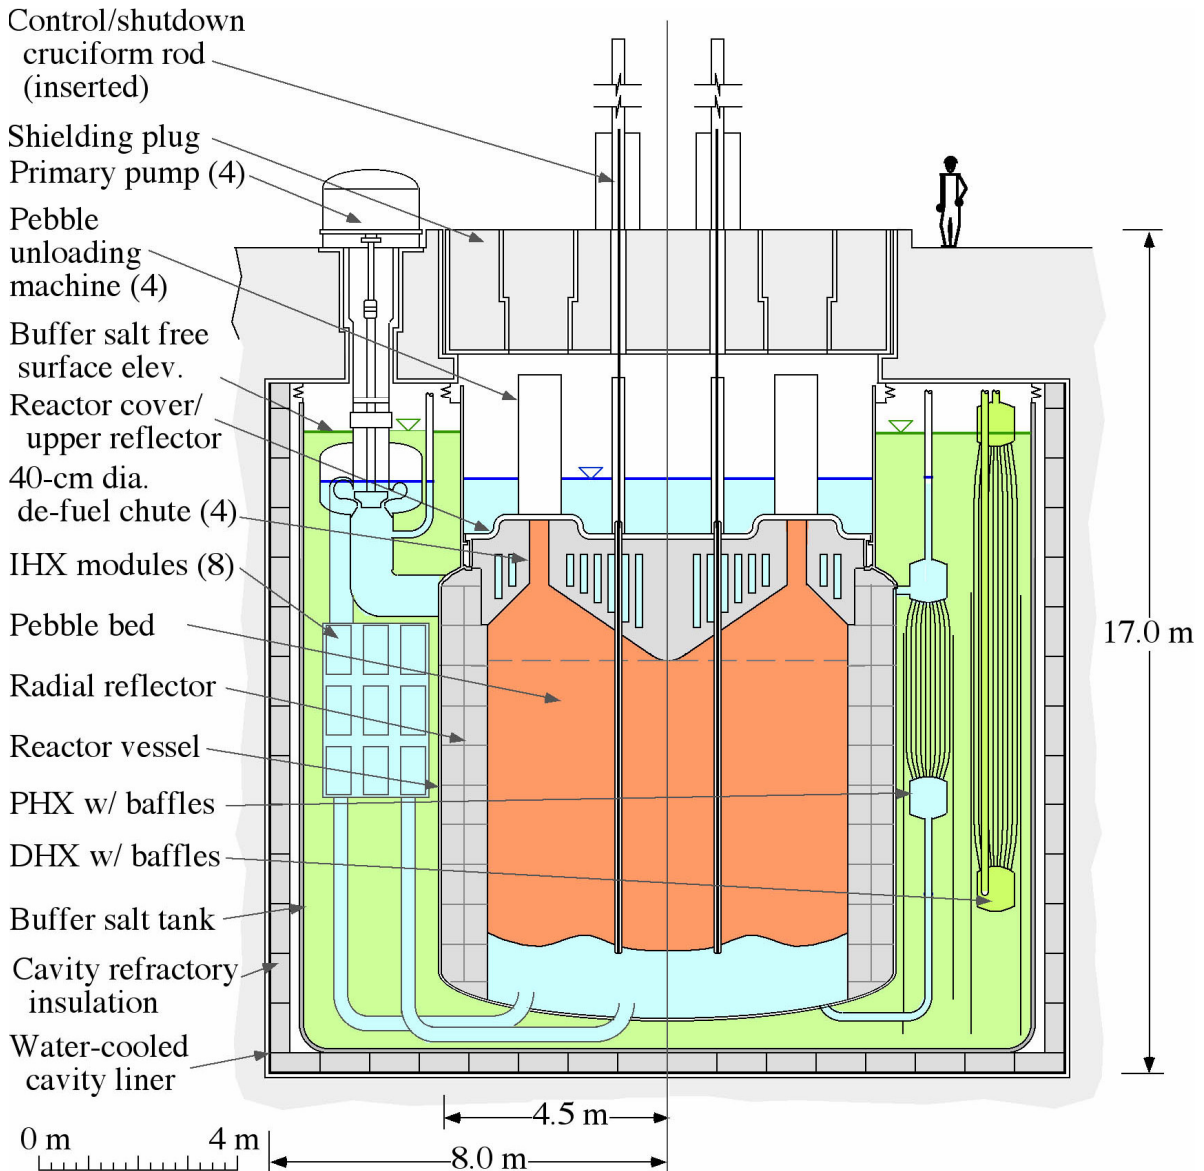 Control/shutdown
cruciform rod
(inserted)
Shielding plug
Primary pump (4)
Pebble
unloading
machine (4)
Buffer salt free
surface elev.
Reactor cover/
upper reflector
40-cm dia.
de-fuel chute (4)
IHX modules (8)
Pebble bed
Radial reflector
Reactor vessel
PHX w/ baffles
DHX w/ baffles
Buffer salt tank
Cavity refractory
insulation
Water-cooled
cavity liner
17.0 m
4.5 m
0 m 4 m
8.0 m